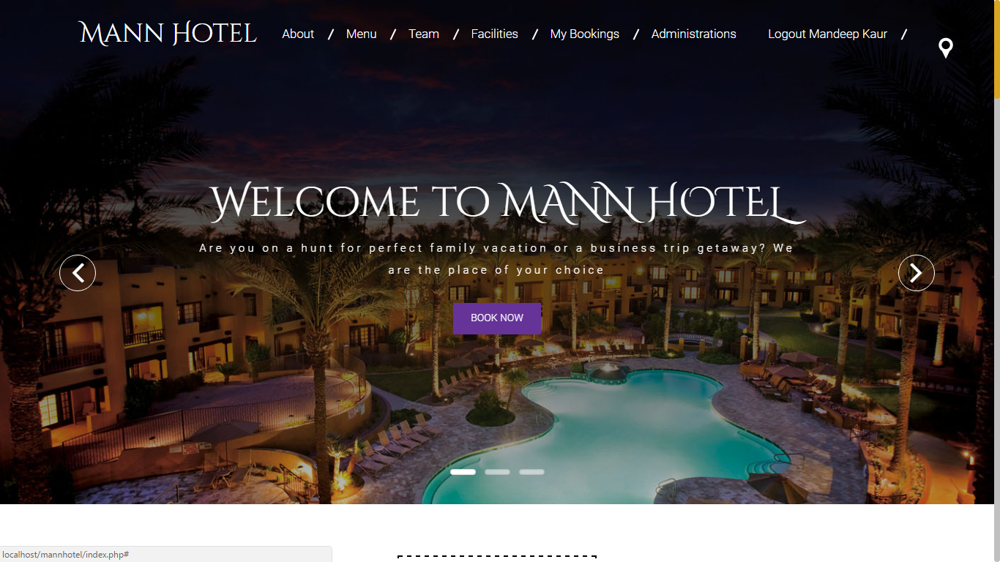 MANN HOTEL
About / Menu / Team / Facilities / My Bookings / Administrations Logout Mandeep Kaur /
WELCOME TO MANN HOTEL
Are you on a hunt for perfect family vacation or a business trip getaway? We
are the place of your choice
BOOK NOW
localhost/mannhotel/index.php#